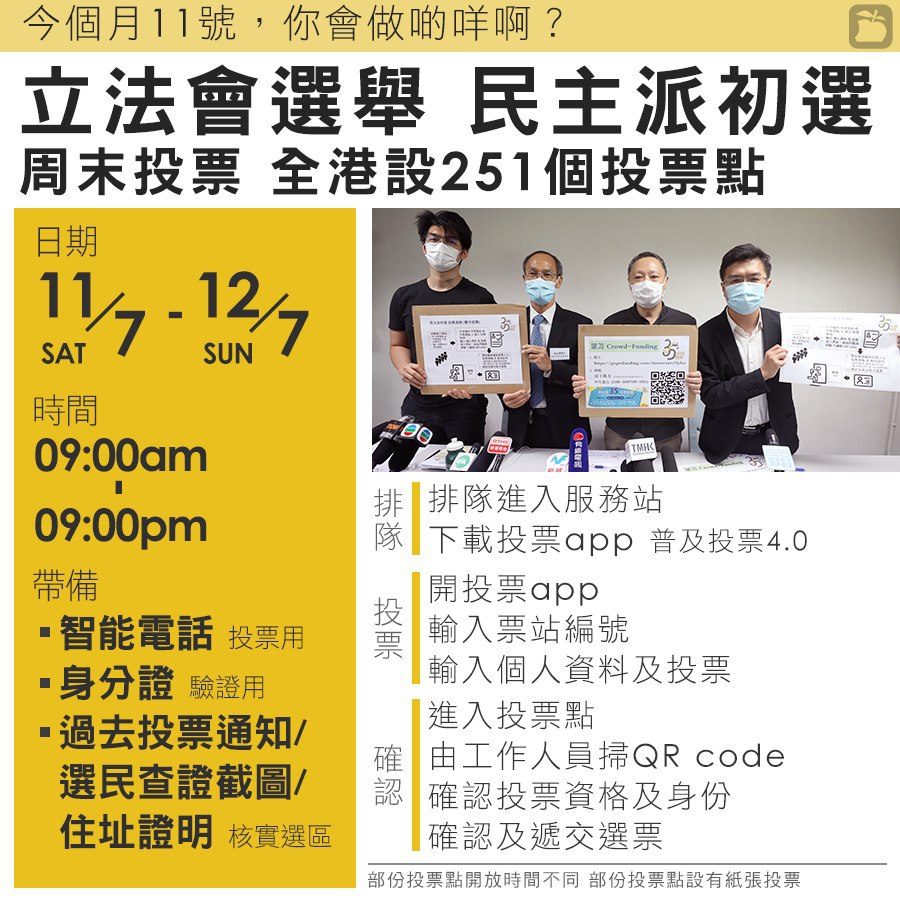 今個月11號，你會做啲咩啊？
立法會選舉 民主派初選
周末投票 全港設251個投票點
日期
11/7 - 12/7
SAT SUN
時間
09:00am
-
09:00pm
帶備
▪智能電話 投票用
▪身分證 驗證用
▪過去投票通知/
選民查證截圖/
住址證明 核實選區
眾籌 Crowd-Funding
TMHK
有線電視
排隊
排隊進入服務站
下載投票app 普及投票4.0
投票
開投票app
輸入票站編號
輸入個人資料及投票
確認
進入投票點
由工作人員掃QR code
確認投票資格及身份
確認及遞交選票
部份投票點開放時間不同 部份投票點設有紙張投票